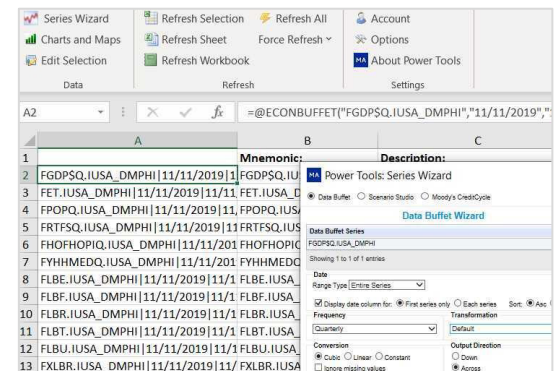 Series Wizard Refresh Selection Refresh All Account
Charts and Maps Refresh Sheet Force Refresh Options
Edit Selection Refresh Workbook MA About Power Tools
Data Refresh Settings
A2 fx =@ECONBUFFET("FGDP$Q.IUSA_DMPHI","11/11/2019","
A B C
1 Mnemonic: Description:
2 FGDP$Q.IUSA_DMPHI|11/11/2019|1 FGDP$Q.IU
3 FET.IUSA_DMPHI|11/11/2019|11/11 FET.IUSA_D
4 FPOPQ.IUSA_DMPHI|11/11/2019|11, FPOPQ.IUS
5 FRTFSQ.IUSA_DMPHI|11/11/2019|11 FRTFSQ.IUS
6 FHOFHOPIQ.IUSA_DMPHI|11/11/201 FHOFHOPIC
7 FYHHMEDQ.IUSA_DMPHI|11/11/201 FYHHMEDC
8 FLBE.IUSA_DMPHI|11/11/2019|11/1 FLBE.IUSA_
9 FLBF.IUSA_DMPHI|11/11/2019|11/1 FLBF.IUSA_
10 FLBR.IUSA_DMPHI|11/11/2019|11/1 FLBR.IUSA_
11 FLBT.IUSA_DMPHI|11/11/2019|11/1 FLBT.IUSA_
12 FLBU.IUSA_DMPHI|11/11/2019|11/1 FLBU.IUSA_
13 FXLBR.IUSA_DMPHI|11/11/2019|11/ FXLBR.IUSA
MA Power Tools: Series Wizard
Data Buffet Scenario Studio Moody's CreditCycle
Data Buffet Wizard
Data Buffet Series
FGDP$Q.IUSA_DMPHI
Showing 1 to 1 of 1 entries
Date
Range Type Entire Series
Display date column for: First series only Each series Sort: Asc
Frequency Transformation
Quarterly Default
Conversion Output Direction
Cubic Linear Constant Down
Ignore missing values Across